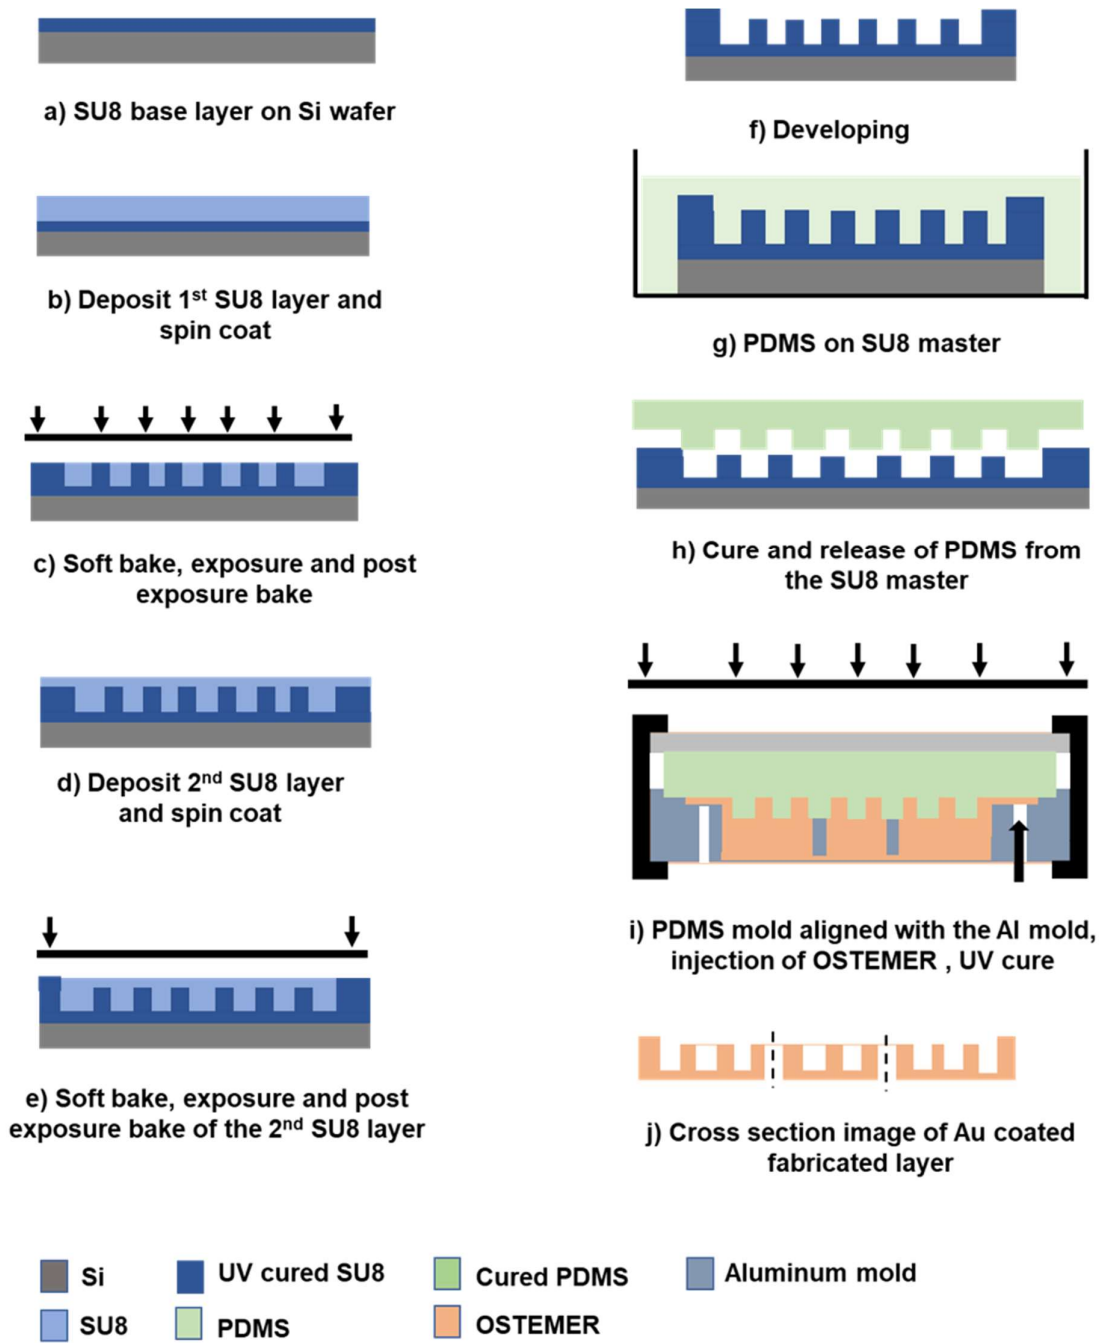 a) SU8 base layer on Si wafer
b) Deposit 1st SU8 layer and
spin coat
c) Soft bake, exposure and post
exposure bake
d) Deposit 2nd SU8 layer
and spin coat
e) Soft bake, exposure and post
exposure bake of the 2nd SU8 layer
f) Developing
g) PDMS on SU8 master
h) Cure and release of PDMS from
the SU8 master
i) PDMS mold aligned with the Al mold,
injection of OSTEMER , UV cure
j) Cross section image of Au coated
fabricated layer
Si
UV cured SU8
Cured PDMS
Aluminum mold
SU8
PDMS
OSTEMER